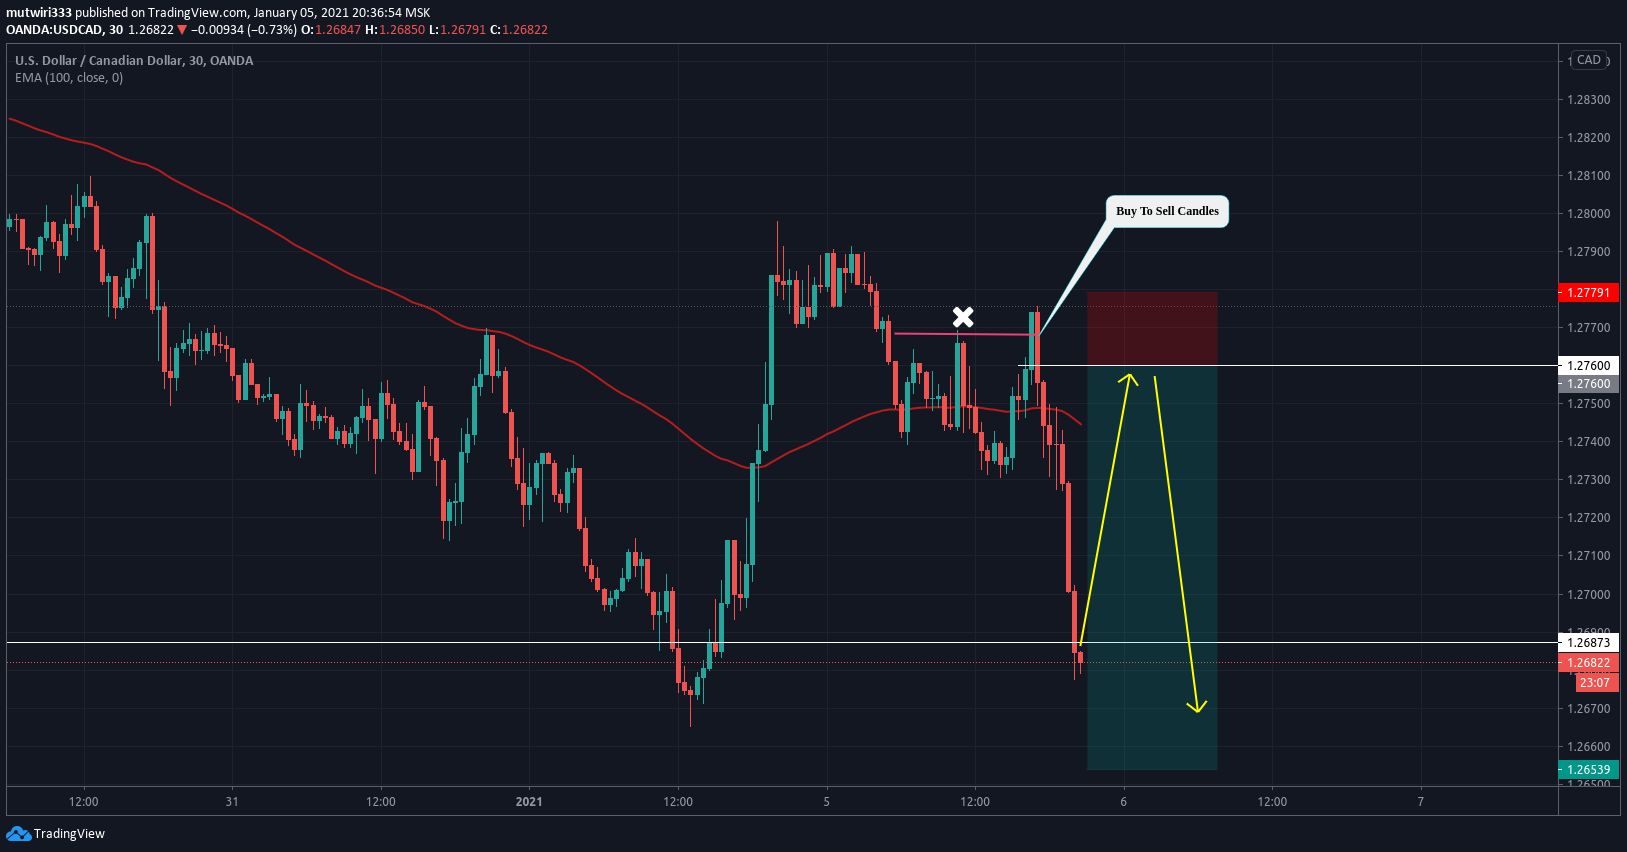 mutwiri333 published on TradingView.com, January 05, 2021 20:36:54 MSK
OANDA:USDCAD, 30 1.26822 ▼ −0.00934 (−0.73%) O:1.26847 H:1.26850 L:1.26791 C:1.26822
U.S. Dollar / Canadian Dollar, 30, OANDA
EMA (100, close, 0)
CAD
1.28300
1.28200
1.28100
1.28000
Buy To Sell Candles
1.27900
1.27791
1.27700
1.27600
1.27600
1.27500
1.27400
1.27300
1.27200
1.27100
1.27000
1.26900
1.26873
1.26822
23:07
1.26700
1.26600
1.26539
1.26500
12:00 31 12:00 2021 12:00 5 12:00 6 12:00 7
TradingView